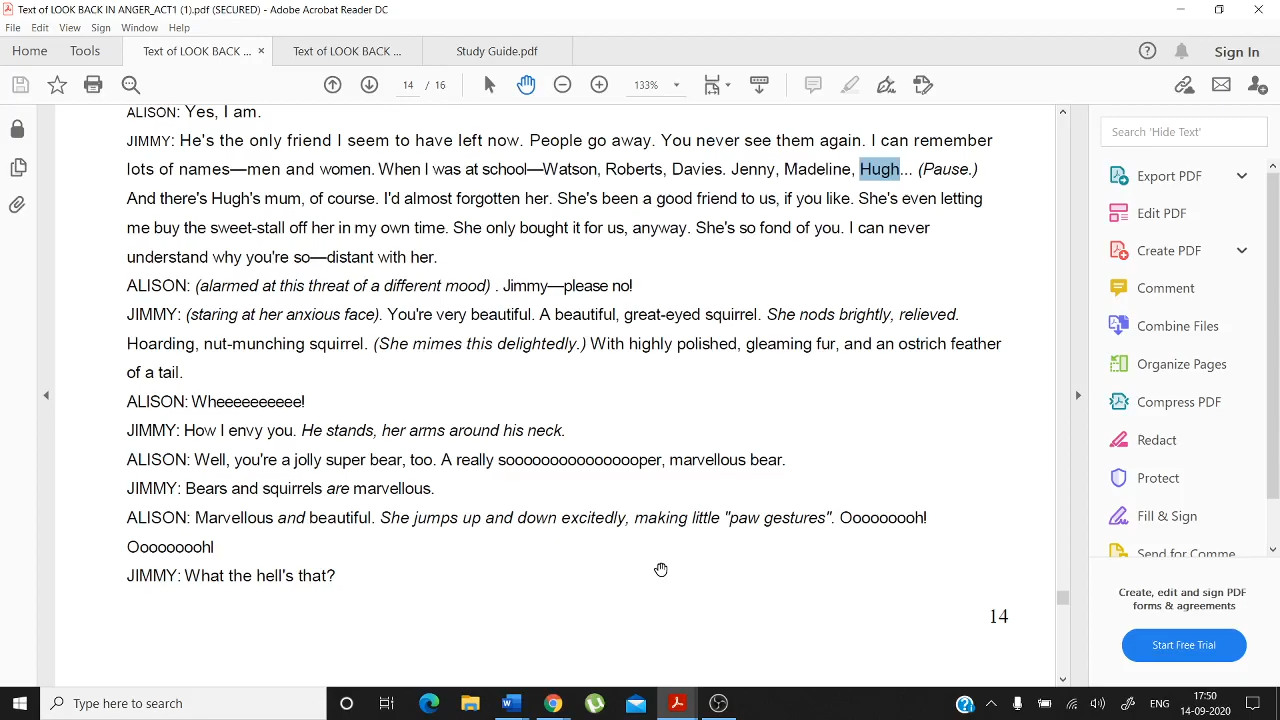 Text of LOOK BACK IN ANGER_ACT1 (1).pdf (SECURED) - Adobe Acrobat Reader DC
File Edit View Sign Window Help
Home Tools Text of LOOK BACK ... × Text of LOOK BACK ... Study Guide.pdf Sign In
14 / 16 133%
ALISON: Yes, I am.
JIMMY: He's the only friend I seem to have left now. People go away. You never see them again. I can remember
lots of names—men and women. When I was at school—Watson, Roberts, Davies. Jenny, Madeline, Hugh... (Pause.)
And there's Hugh's mum, of course. I'd almost forgotten her. She's been a good friend to us, if you like. She's even letting
me buy the sweet-stall off her in my own time. She only bought it for us, anyway. She's so fond of you. I can never
understand why you're so—distant with her.
ALISON: (alarmed at this threat of a different mood) . Jimmy—please no!
JIMMY: (staring at her anxious face). You're very beautiful. A beautiful, great-eyed squirrel. She nods brightly, relieved.
Hoarding, nut-munching squirrel. (She mimes this delightedly.) With highly polished, gleaming fur, and an ostrich feather
of a tail.
ALISON: Wheeeeeeeeee!
JIMMY: How I envy you. He stands, her arms around his neck.
ALISON: Well, you're a jolly super bear, too. A really soooooooooooooooper, marvellous bear.
JIMMY: Bears and squirrels are marvellous.
ALISON: Marvellous and beautiful. She jumps up and down excitedly, making little "paw gestures". Ooooooooh!
Ooooooooh!
JIMMY: What the hell's that?
14
Search 'Hide Text'
Export PDF
Edit PDF
Create PDF
Comment
Combine Files
Organize Pages
Compress PDF
Redact
Protect
Fill & Sign
Send for Comme
Create, edit and sign PDF
forms & agreements
Start Free Trial
Type here to search
ENG
17:50
14-09-2020